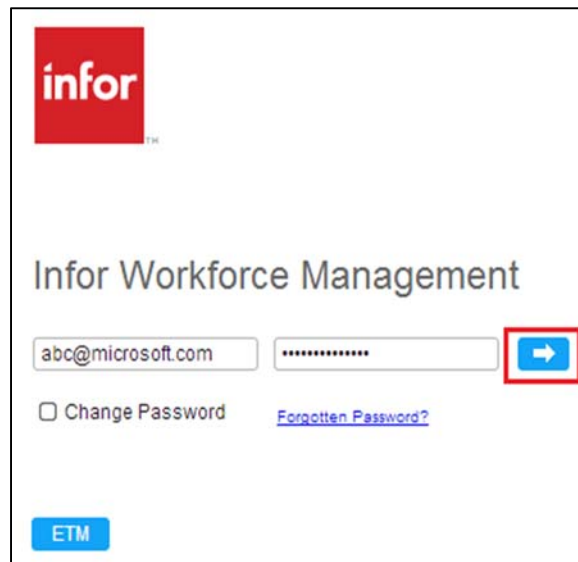 infor
TM
Infor Workforce Management
abc@microsoft.com ••••••••••••••
Change Password Forgotten Password?
ETM